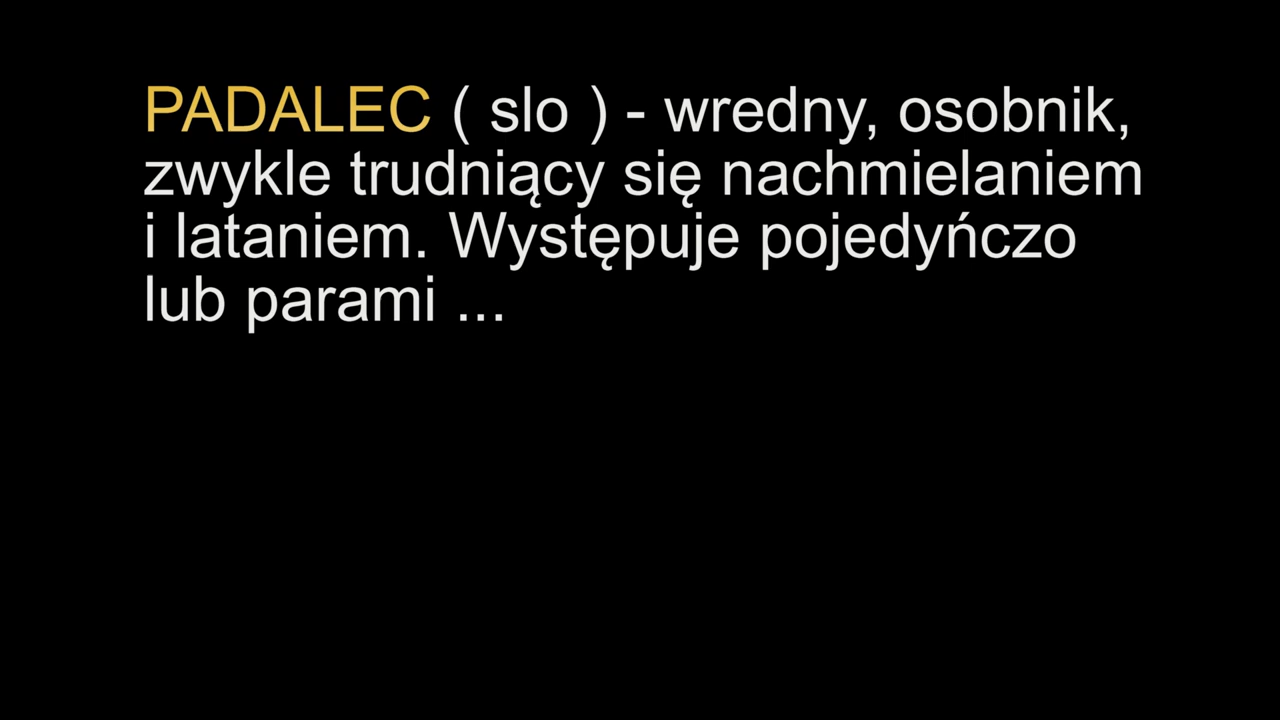 PADALEC ( slo ) - wredny, osobnik,
zwykle trudniący się nachmielaniem
i lataniem. Występuje pojedyńczo
lub parami ...